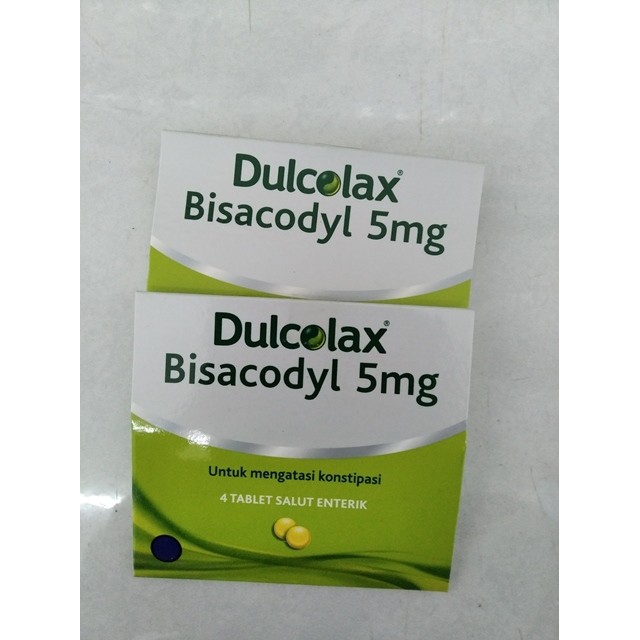 Dulcolax®
Bisacodyl 5mg
Dulcolax®
Bisacodyl 5mg
Untuk mengatasi konstipasi
4 TABLET SALUT ENTERIK